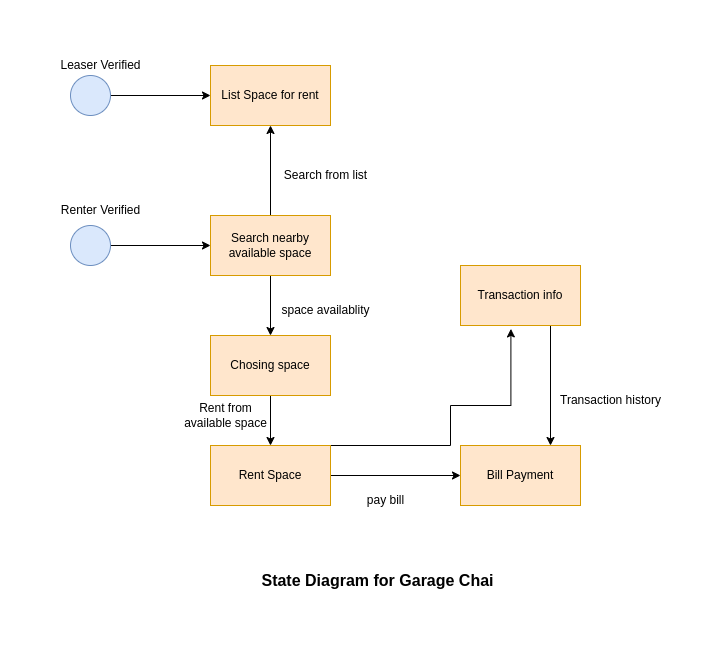 Leaser Verified
List Space for rent
Search from list
Renter Verified
Search nearby
available space
space availablity
Transaction info
Chosing space
Rent from
available space
Transaction history
Rent Space
Bill Payment
pay bill
State Diagram for Garage Chai